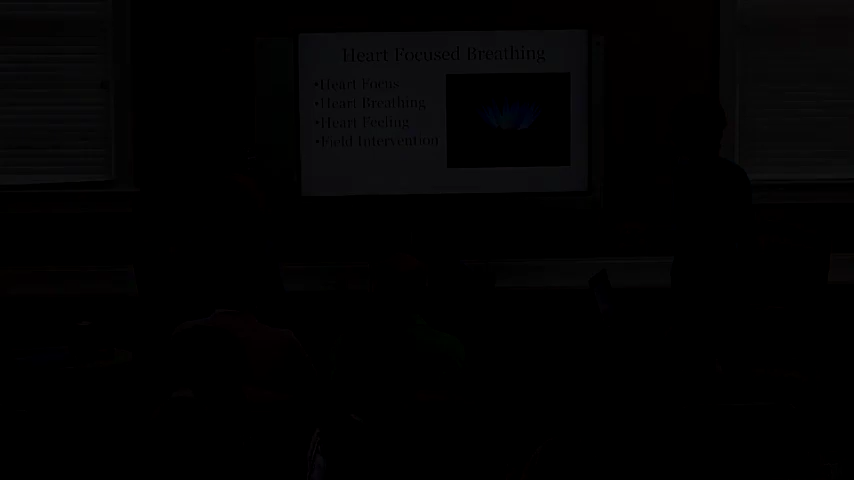 Heart Focused Breathing
•Heart Focus
•Heart Breathing
•Heart Feeling
•Field Intervention